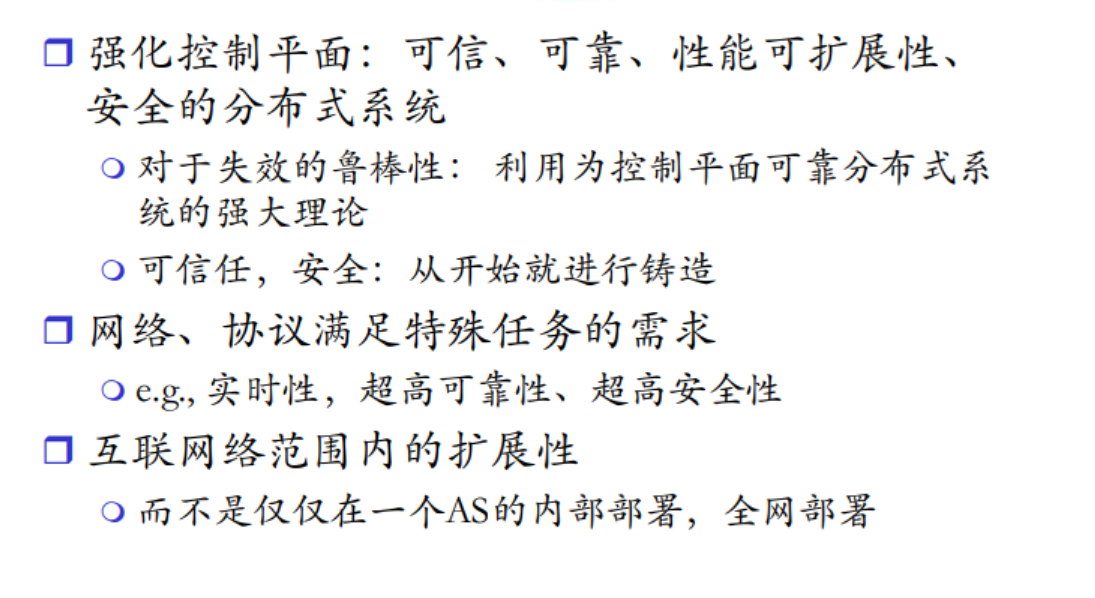 强化控制平面：可信、可靠、性能可扩展性、
安全的分布式系统
对于失效的鲁棒性： 利用为控制平面可靠分布式系
统的强大理论
可信任，安全：从开始就进行铸造
网络、协议满足特殊任务的需求
e.g., 实时性，超高可靠性、超高安全性
互联网络范围内的扩展性
而不是仅仅在一个AS的内部部署，全网部署